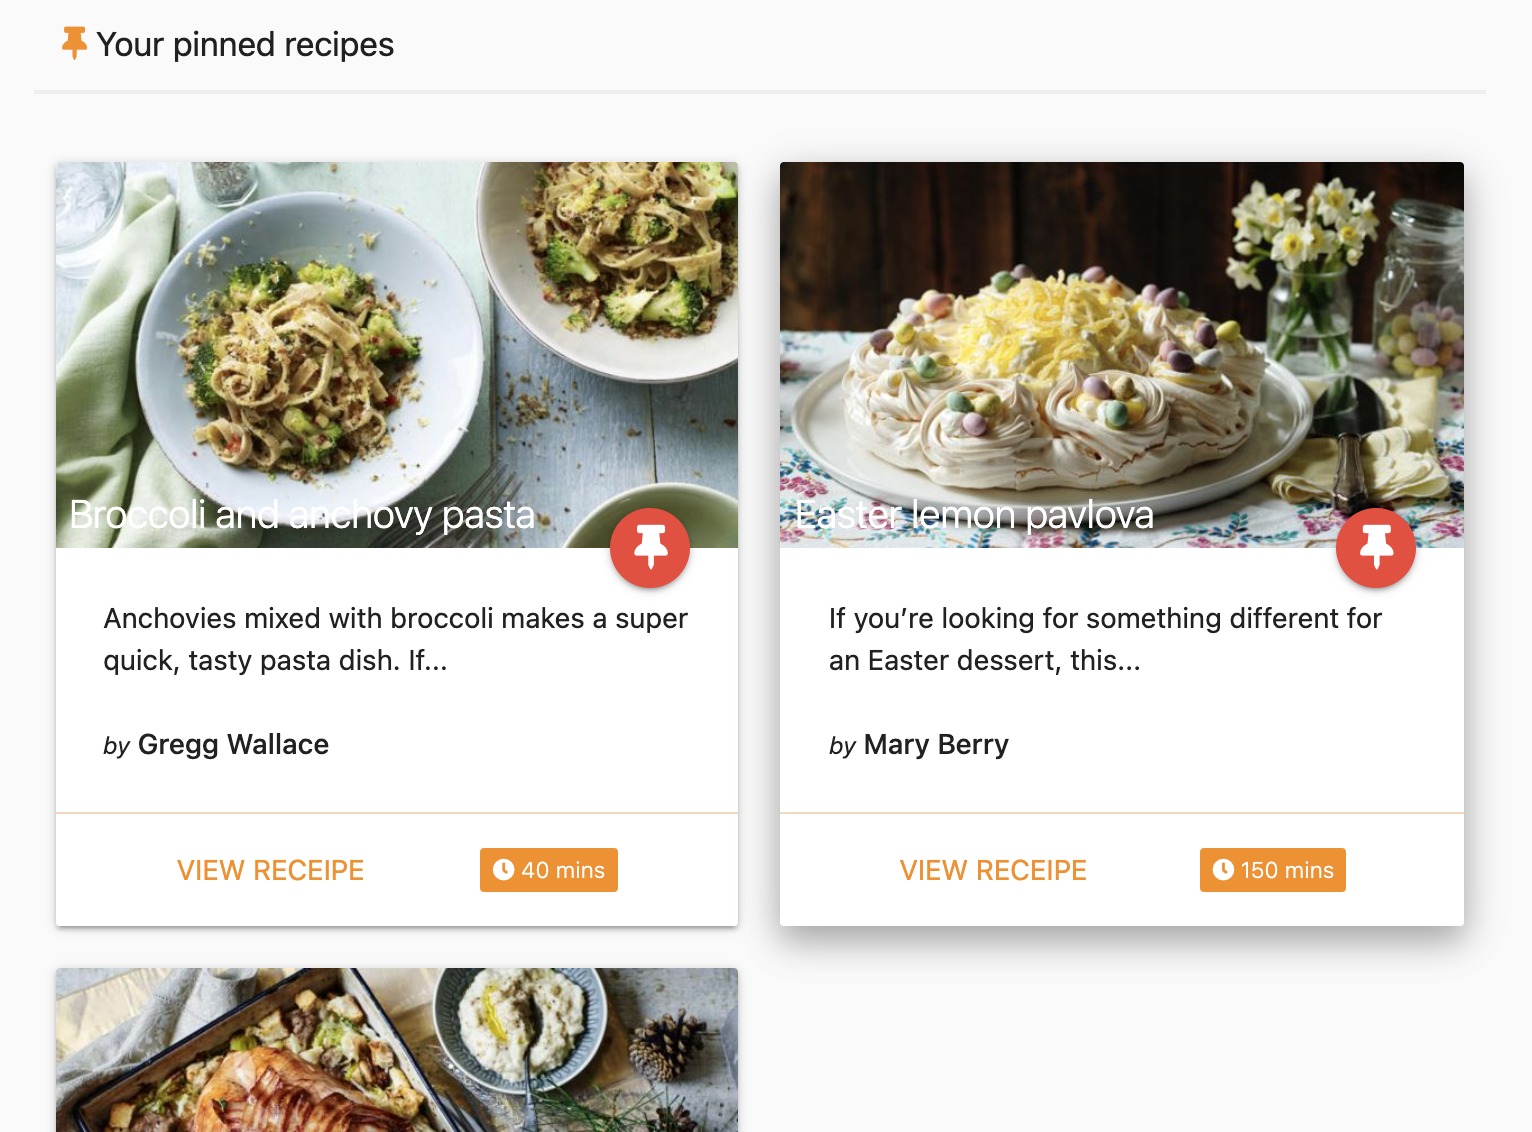 Your pinned recipes
Broccoli and anchovy pasta
Anchovies mixed with broccoli makes a super
quick, tasty pasta dish. If...
by Gregg Wallace
VIEW RECEIPE
40 mins
Easter lemon pavlova
If you’re looking for something different for
an Easter dessert, this...
by Mary Berry
VIEW RECEIPE
150 mins